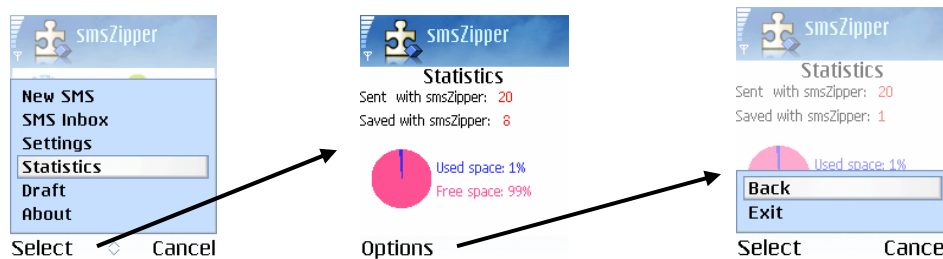 smsZipper
New SMS
SMS Inbox
Settings
Statistics
Draft
About
Select
Cancel
smsZipper
Statistics
Sent with smsZipper: 20
Saved with smsZipper: 8
Used space: 1%
Free space: 99%
Options
smsZipper
Statistics
Sent with smsZipper: 20
Saved with smsZipper: 1
Used space: 1%
Back
Exit
Select
Cance